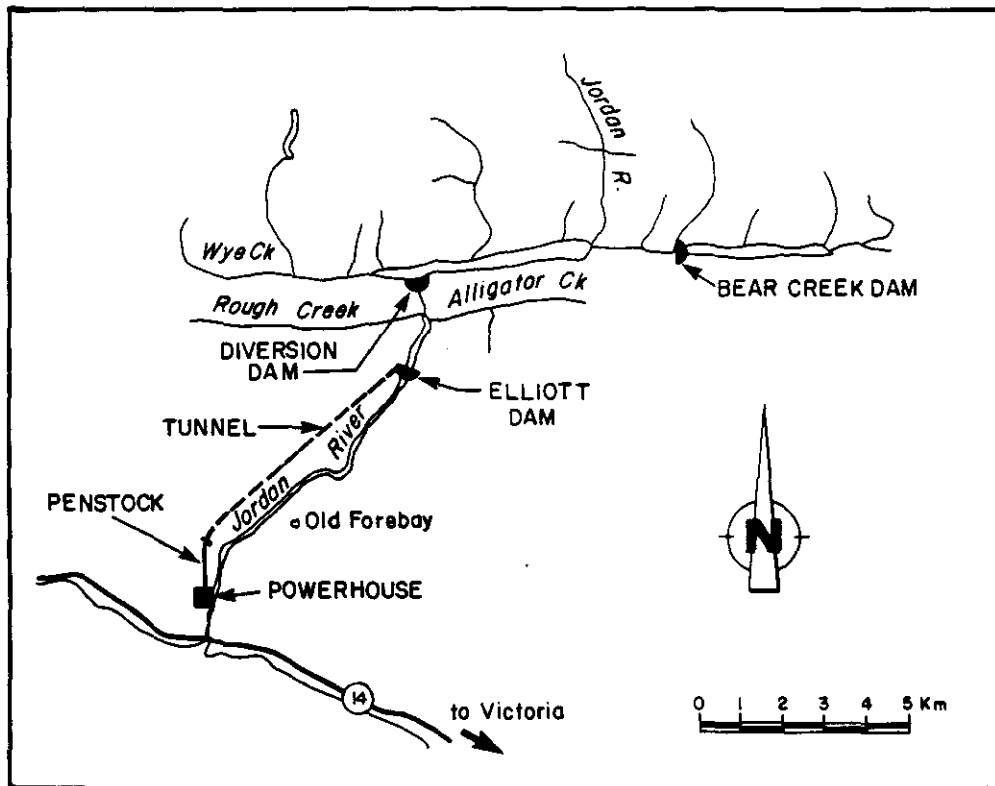 Jordan
R.
Wye Ck
Rough Creek
Alligator Ck
BEAR CREEK DAM
DIVERSION
DAM
ELLIOTT
DAM
TUNNEL
Jordan River
PENSTOCK
Old Forebay
POWERHOUSE
N
14
to Victoria
0 1 2 3 4 5 Km